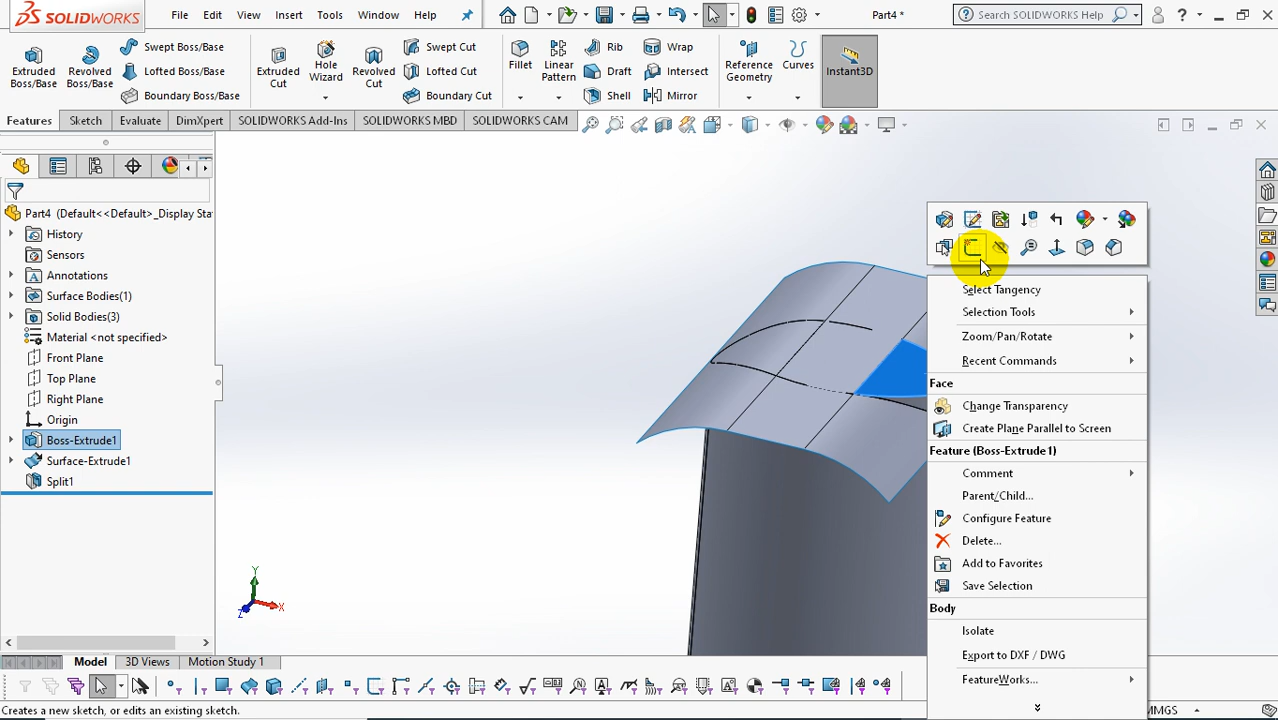 SOLIDWORKS File Edit View Insert Tools Window Help Part4 * Search SOLIDWORKS Help ?
Extruded Boss/Base Revolved Boss/Base Swept Boss/Base Lofted Boss/Base Boundary Boss/Base Extruded Cut Hole Wizard Revolved Cut Swept Cut Lofted Cut Boundary Cut Fillet Linear Pattern Rib Draft Shell Wrap Intersect Mirror Reference Geometry Curves Instant3D
Features Sketch Evaluate DimXpert SOLIDWORKS Add-Ins SOLIDWORKS MBD SOLIDWORKS CAM
Part4 (Default<<Default>_Display Sta
History
Sensors
Annotations
Surface Bodies(1)
Solid Bodies(3)
Material <not specified>
Front Plane
Top Plane
Right Plane
Origin
Boss-Extrude1
Surface-Extrude1
Split1
Select Tangency
Selection Tools
Zoom/Pan/Rotate
Recent Commands
Face
Change Transparency
Create Plane Parallel to Screen
Feature (Boss-Extrude1)
Comment
Parent/Child...
Configure Feature
Delete...
Add to Favorites
Save Selection
Body
Isolate
Export to DXF / DWG
FeatureWorks...
Y
X
Z
Model 3D Views Motion Study 1
Creates a new sketch, or edits an existing sketch. MMGS